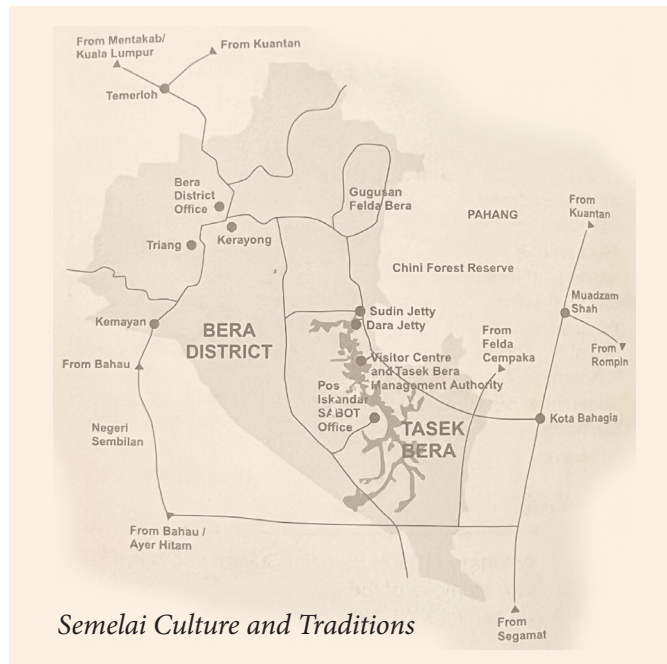 From Mentakab/
Kuala Lumpur
From Kuantan
Temerloh
Bera
District
Office
Gugusan
Felda Bera
PAHANG
From
Kuantan
Triang
Kerayong
Chini Forest Reserve
Muadzam
Shah
Sudin Jetty
Dara Jetty
Kemayan
BERA
DISTRICT
From
Felda
Cempaka
From
Rompin
From Bahau
Visitor Centre
and Tasek Bera
Management Authority
Pos
Iskandar
SABOT
Office
Kota Bahagia
TASEK
BERA
Negeri
Sembilan
From Bahau /
Ayer Hitam
From
Segamat
Semelai Culture and Traditions